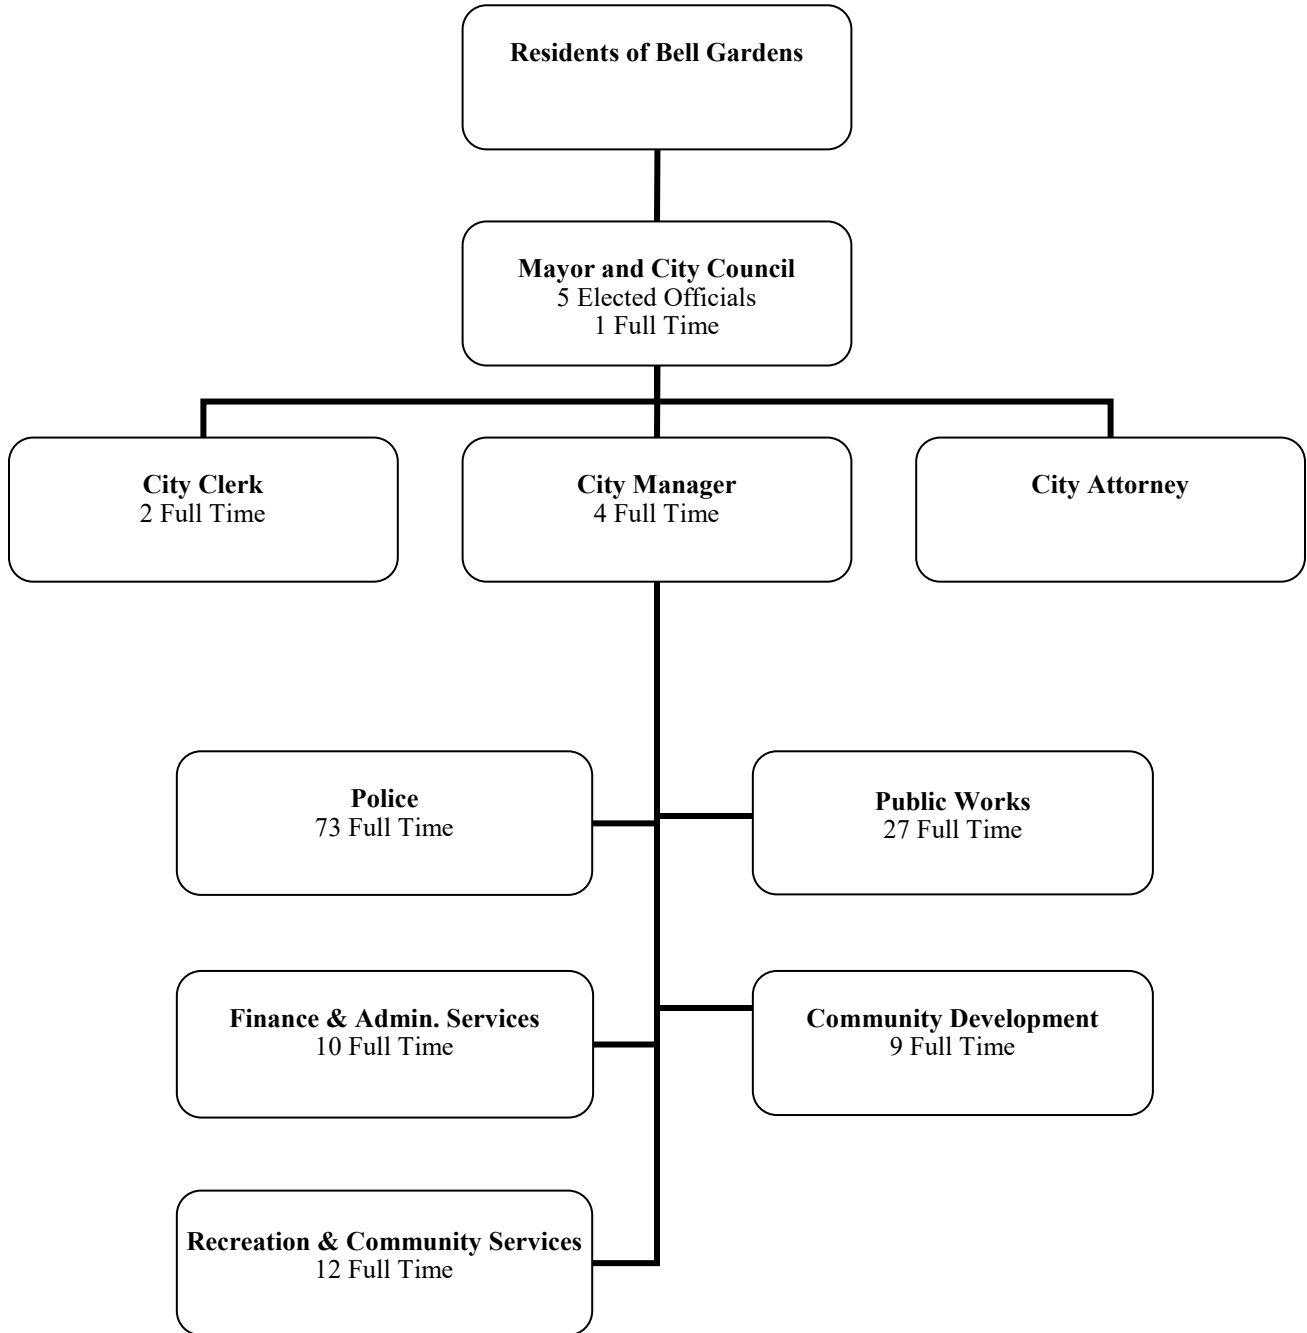 Residents of Bell Gardens
Mayor and City Council
5 Elected Officials
1 Full Time
City Clerk
2 Full Time
City Manager
4 Full Time
City Attorney
Police
73 Full Time
Public Works
27 Full Time
Finance & Admin. Services
10 Full Time
Community Development
9 Full Time
Recreation & Community Services
12 Full Time